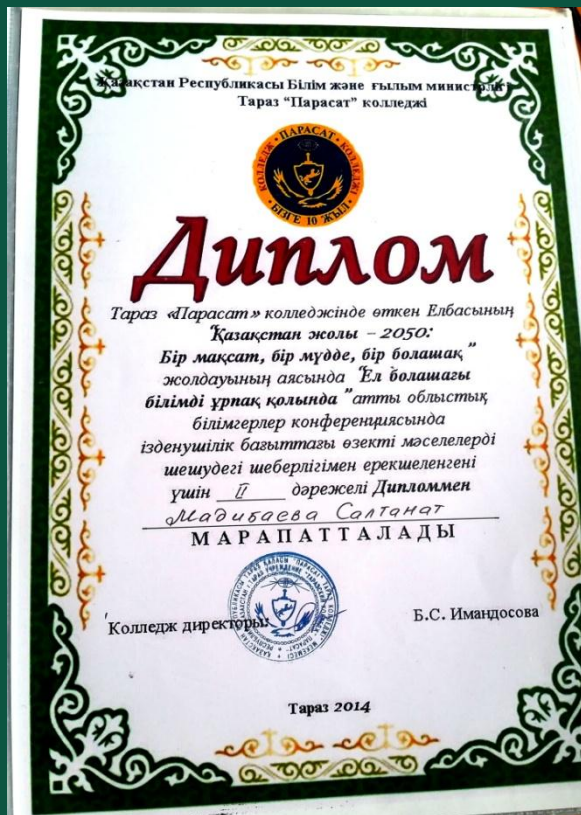 Қазақстан Республикасы Білім және ғылым министрлігі
Тараз "Парасат" колледжі
КОЛЛЕДЖ • ПАРАСАТ • КОЛЛЕДЖІ
• БІЗГЕ 10 ЖЫЛ •
Диплом
Тараз «Парасат» колледжінде өткен Елбасының
"Қазақстан жолы – 2050:
Бір мақсат, бір мүдде, бір болашақ"
жолдауының аясында "Ел болашағы
білімді ұрпақ қолында" атты облыстық
білімгерлер конференциясында
ізденушілік бағыттағы өзекті мәселелерді
шешудегі шеберлігімен ерекшеленгені
үшін II дәрежелі Дипломмен
Мадибаева Салтанат
МАРАПАТТАЛАДЫ
Колледж директоры:
Б.С. Имандосова
Тараз 2014